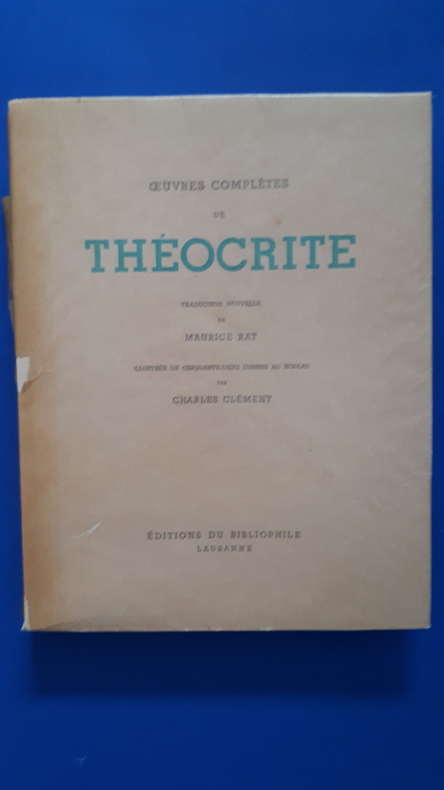 ŒUVRES COMPLÈTES
DE
THÉOCRITE
TRADUCTION NOUVELLE
DE
MAURICE RAT
ILLUSTRÉE DE CINQUANTE-DEUX DESSINS AU ROSEAU
PAR
CHARLES CLÉMENT
ÉDITIONS DU BIBLIOPHILE
LAUSANNE